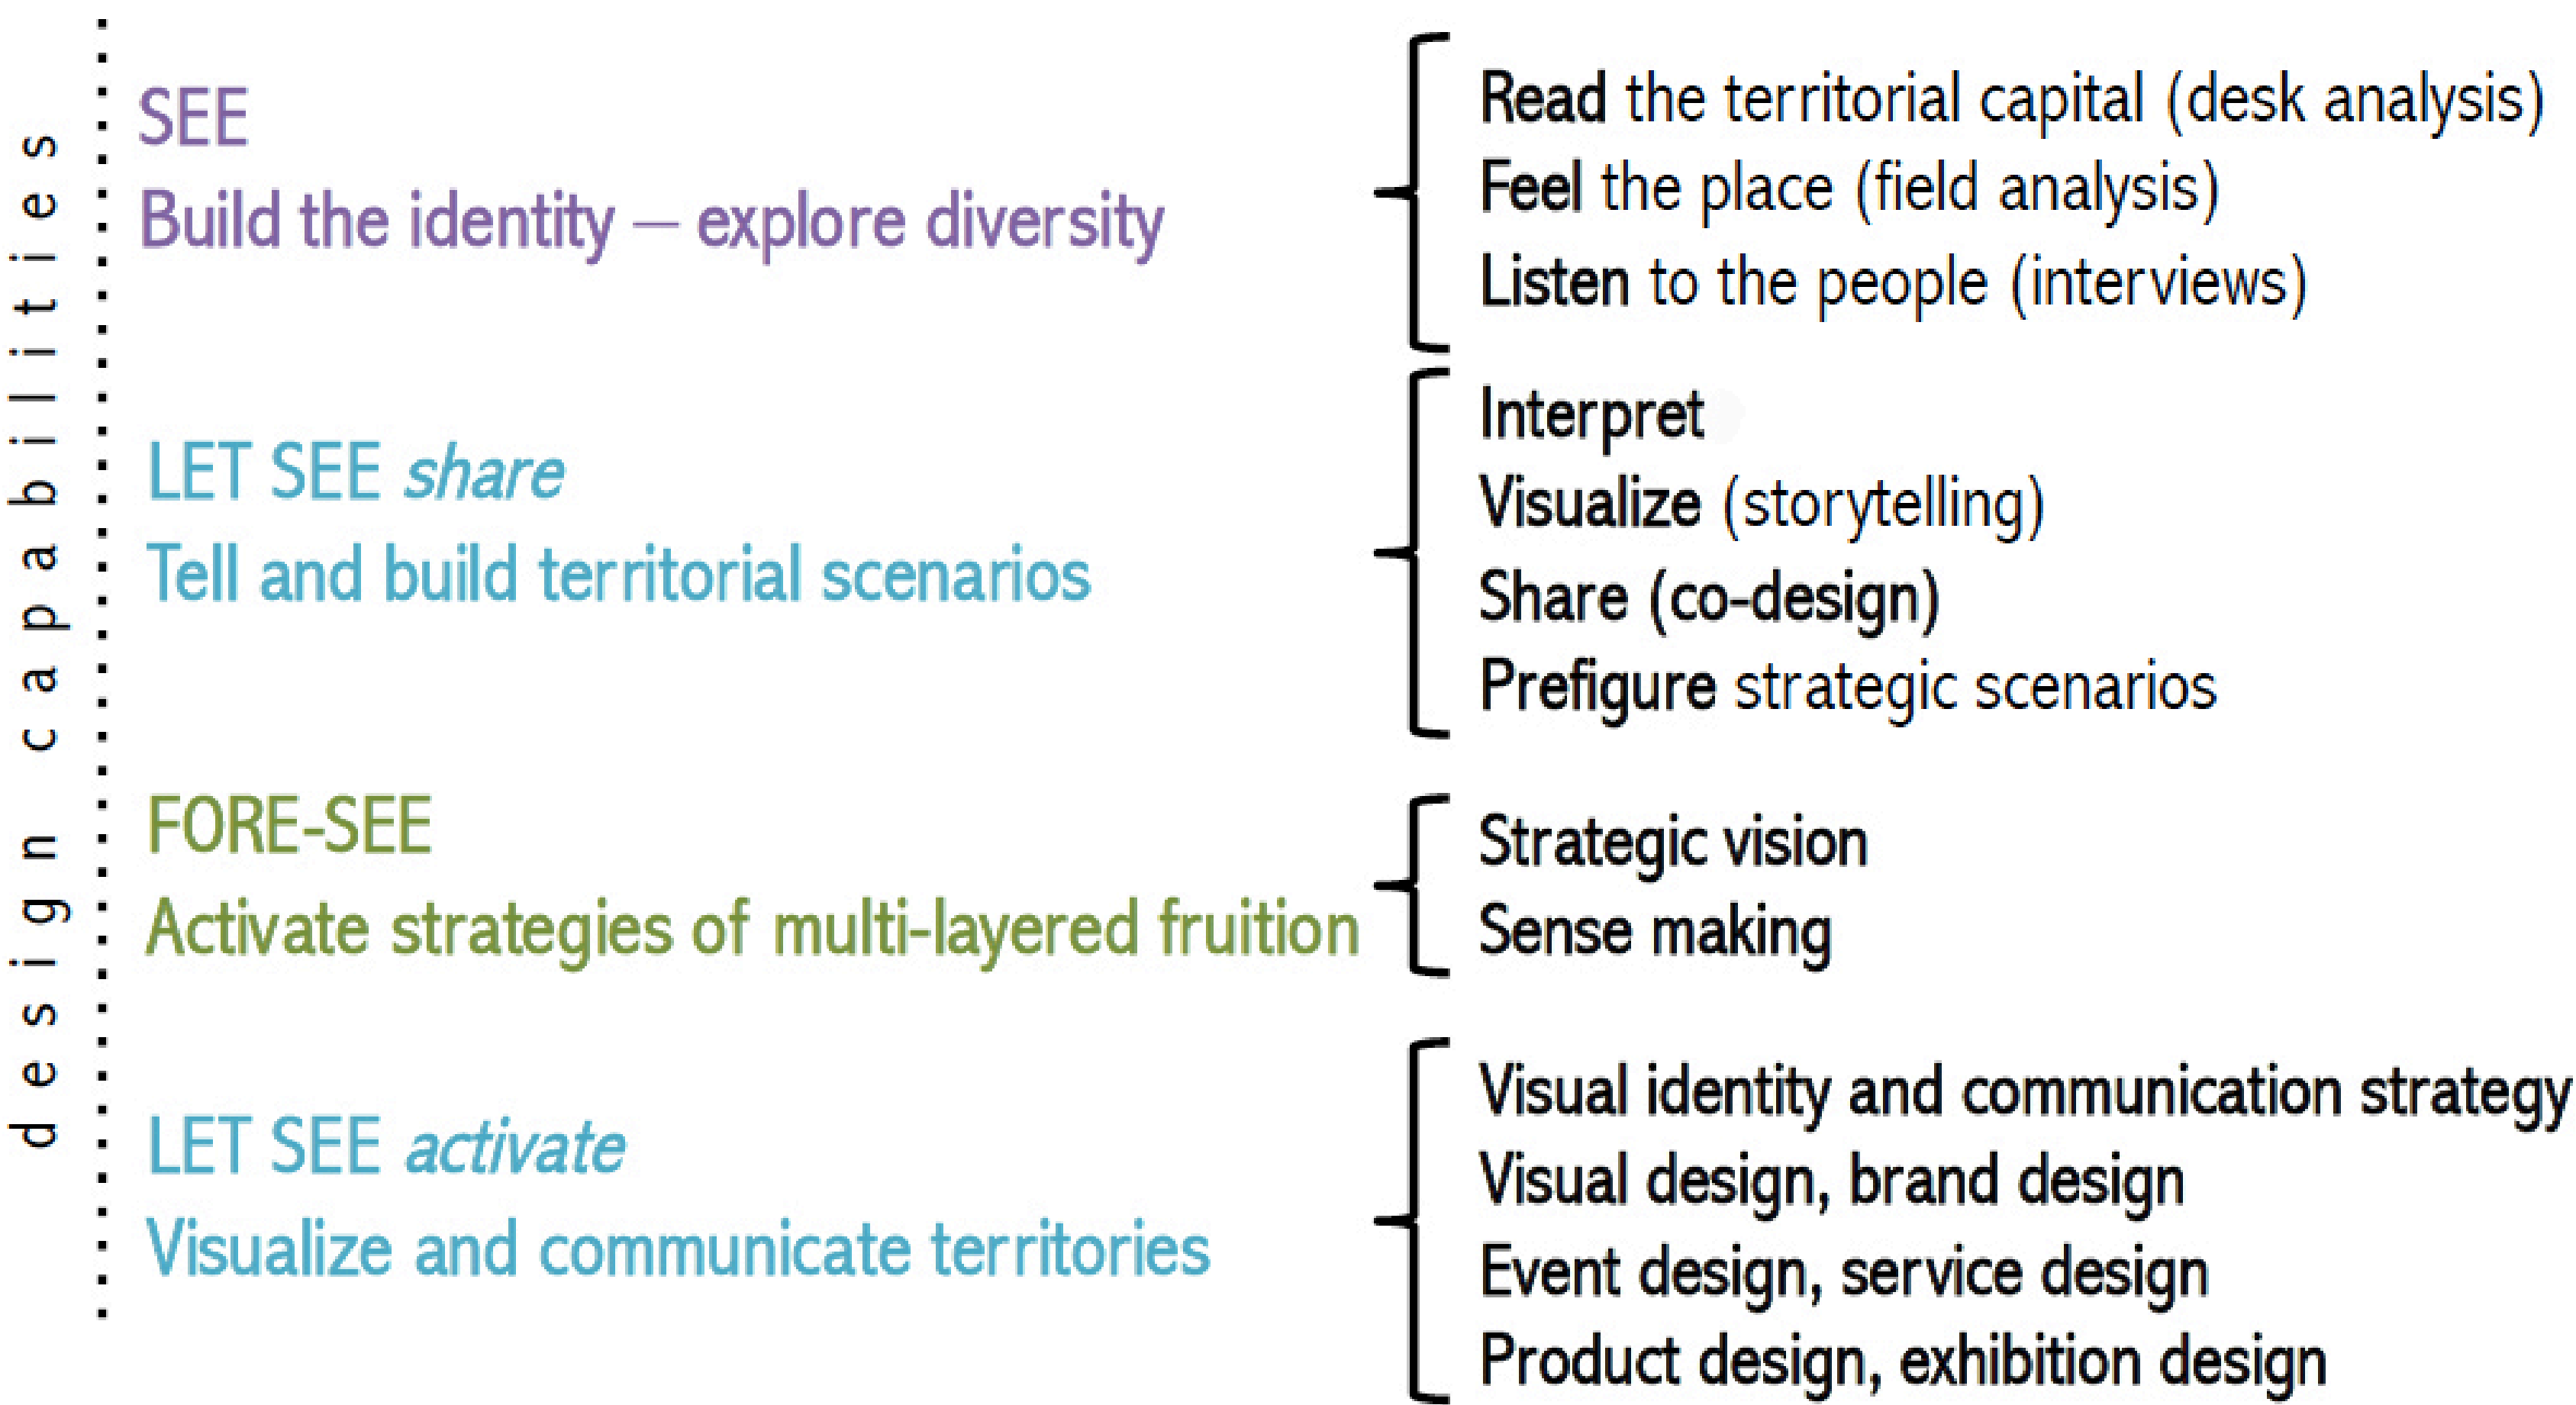 design capabilities
SEE
Build the identity – explore diversity
Read the territorial capital (desk analysis)
Feel the place (field analysis)
Listen to the people (interviews)
LET SEE share
Tell and build territorial scenarios
Interpret
Visualize (storytelling)
Share (co-design)
Prefigure strategic scenarios
FORE-SEE
Activate strategies of multi-layered fruition
Strategic vision
Sense making
LET SEE activate
Visualize and communicate territories
Visual identity and communication strategy
Visual design, brand design
Event design, service design
Product design, exhibition design